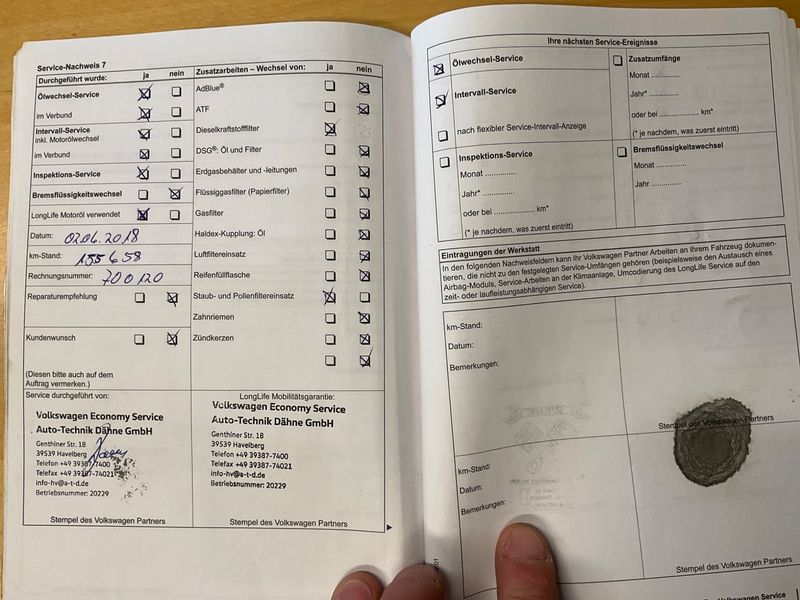 Service-Nachweis 7
Durchgeführt wurde: ja nein
Ölwechsel-Service
im Verbund
Intervall-Service
inkl. Motorölwechsel
im Verbund
Inspektions-Service
Bremsflüssigkeitswechsel
LongLife Motoröl verwendet
Datum: 02.06.2018
km-Stand: 155658
Rechnungsnummer: 700120
Reparaturempfehlung
Kundenwunsch
(Diesen bitte auch auf dem
Auftrag vermerken.)
Zusatzarbeiten – Wechsel von: ja nein
AdBlue®
ATF
Dieselkraftstofffilter
DSG®: Öl und Filter
Erdgasbehälter und -leitungen
Flüssiggasfilter (Papierfilter)
Gasfilter
Haldex-Kupplung: Öl
Luftfiltereinsatz
Reifenfüllflasche
Staub- und Pollenfiltereinsatz
Zahnriemen
Zündkerzen
Service durchgeführt von:
Volkswagen Economy Service
Auto-Technik Dähne GmbH
Genthiner Str. 18
39539 Havelberg
Telefon +49 39387-7400
Telefax +49 39387-74021
info-hv@a-t-d.de
Betriebsnummer: 20229
Stempel des Volkswagen Partners
LongLife Mobilitätsgarantie:
Volkswagen Economy Service
Auto-Technik Dähne GmbH
Genthiner Str. 18
39539 Havelberg
Telefon +49 39387-7400
Telefax +49 39387-74021
info-hv@a-t-d.de
Betriebsnummer: 20229
Stempel des Volkswagen Partners
Ihre nächsten Service-Ereignisse
Ölwechsel-Service
Intervall-Service
nach flexibler Service-Intervall-Anzeige
Inspektions-Service
Monat ..............
Jahr* ..............
oder bei .................. km*
(* je nachdem, was zuerst eintritt)
Zusatzumfänge
Monat ..............
Jahr* ..............
oder bei .................. km*
(* je nachdem, was zuerst eintritt)
Bremsflüssigkeitswechsel
Monat ..............
Jahr ..............
Eintragungen der Werkstatt
In den folgenden Nachweisfeldern kann Ihr Volkswagen Partner Arbeiten an Ihrem Fahrzeug dokumen-
tieren, die nicht zu den festgelegten Service-Umfängen gehören (beispielsweise den Austausch eines
Airbag-Moduls, Service-Arbeiten an der Klimaanlage, Umcodierung des LongLife Service auf den
zeit- oder laufleistungsabhängigen Service).
km-Stand:
Datum:
Bemerkungen:
Stempel des Volkswagen Partners
km-Stand:
Datum:
Bemerkungen:
Stempel des Volkswagen Partners